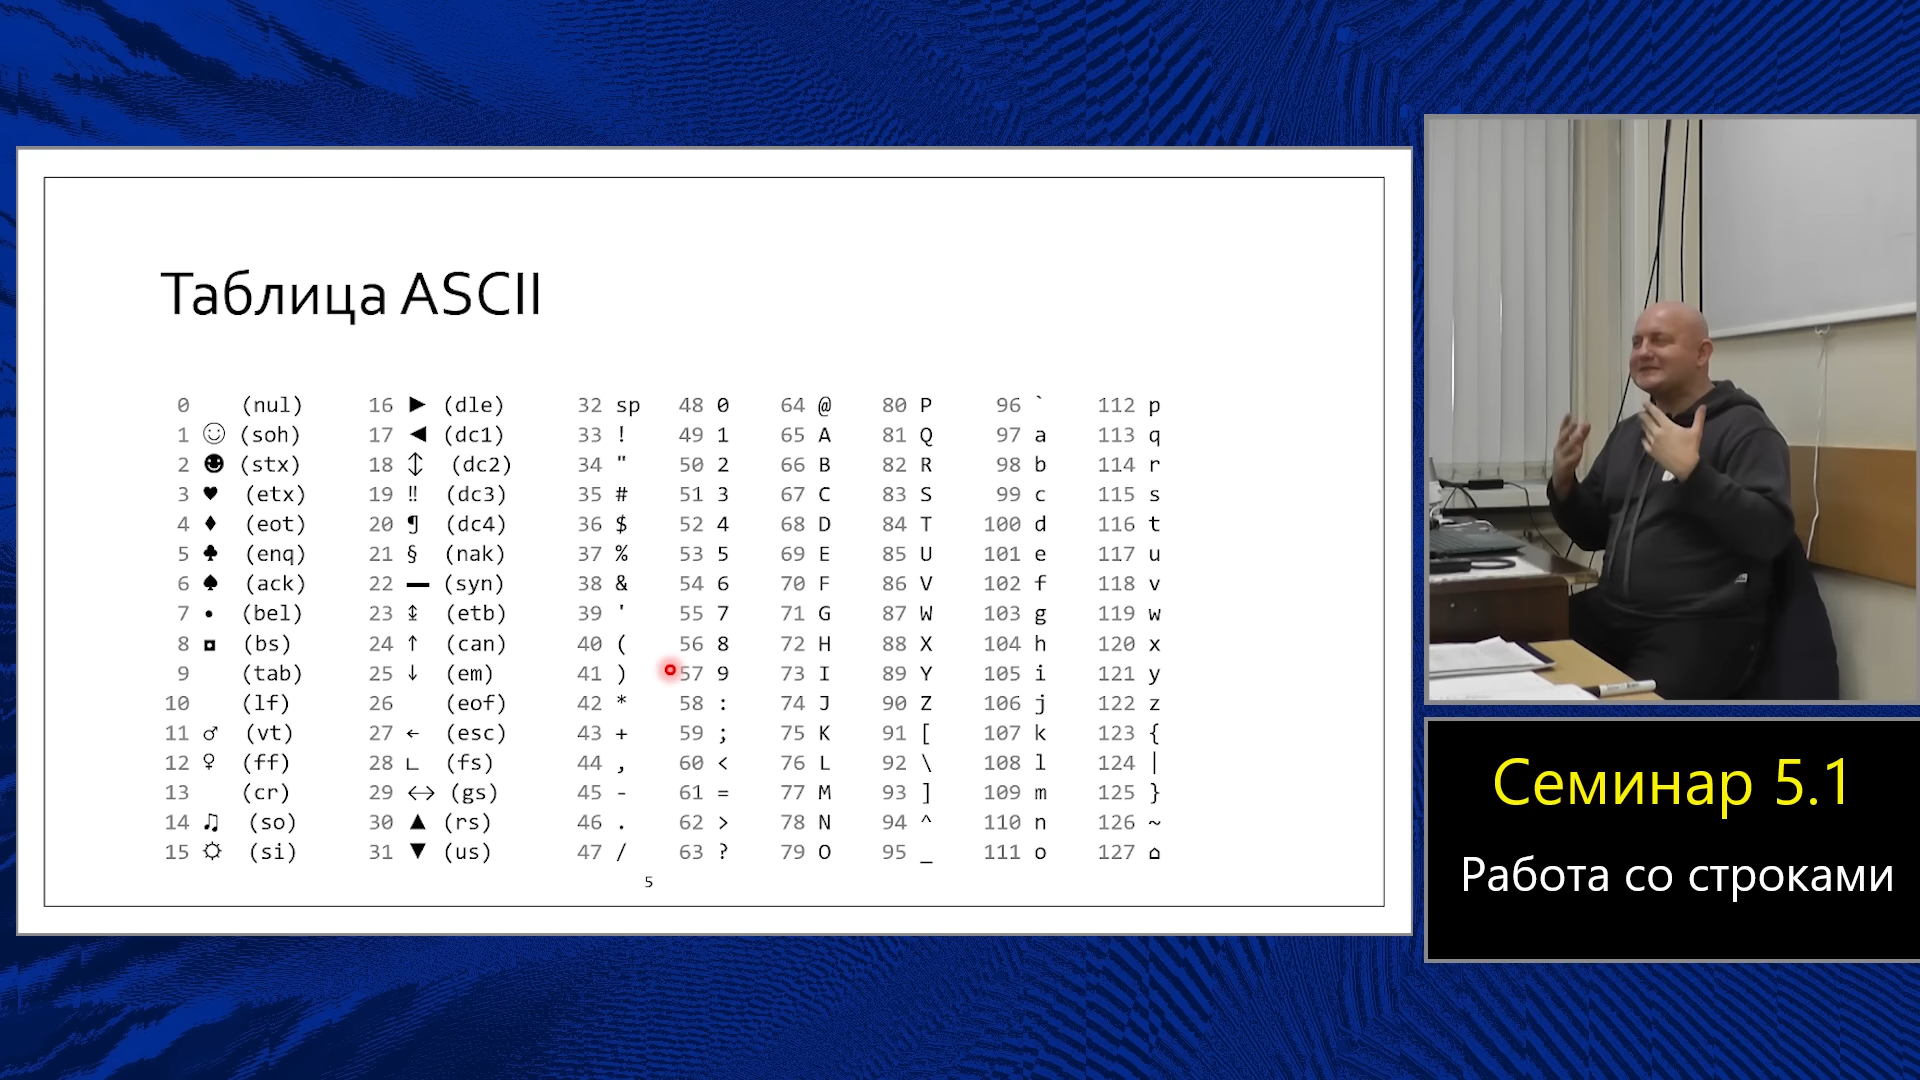 Таблица ASCII
0 (nul) 16 ► (dle) 32 sp 48 0 64 @ 80 P 96 ` 112 p
1 ☺ (soh) 17 ◄ (dc1) 33 ! 49 1 65 A 81 Q 97 a 113 q
2 ☻ (stx) 18 ↕ (dc2) 34 " 50 2 66 B 82 R 98 b 114 r
3 ♥ (etx) 19 ‼ (dc3) 35 # 51 3 67 C 83 S 99 c 115 s
4 ♦ (eot) 20 ¶ (dc4) 36 $ 52 4 68 D 84 T 100 d 116 t
5 ♣ (enq) 21 § (nak) 37 % 53 5 69 E 85 U 101 e 117 u
6 ♠ (ack) 22 ▬ (syn) 38 & 54 6 70 F 86 V 102 f 118 v
7 • (bel) 23 ↨ (etb) 39 ' 55 7 71 G 87 W 103 g 119 w
8 ◘ (bs) 24 ↑ (can) 40 ( 56 8 72 H 88 X 104 h 120 x
9 (tab) 25 ↓ (em) 41 ) 57 9 73 I 89 Y 105 i 121 y
10 (lf) 26 (eof) 42 * 58 : 74 J 90 Z 106 j 122 z
11 ♂ (vt) 27 ← (esc) 43 + 59 ; 75 K 91 [ 107 k 123 {
12 ♀ (ff) 28 ∟ (fs) 44 , 60 < 76 L 92 \ 108 l 124 |
13 (cr) 29 ↔ (gs) 45 - 61 = 77 M 93 ] 109 m 125 }
14 ♫ (so) 30 ▲ (rs) 46 . 62 > 78 N 94 ^ 110 n 126 ~
15 ☼ (si) 31 ▼ (us) 47 / 63 ? 79 O 95 _ 111 o 127 ⌂
5
Семинар 5.1
Работа со строками